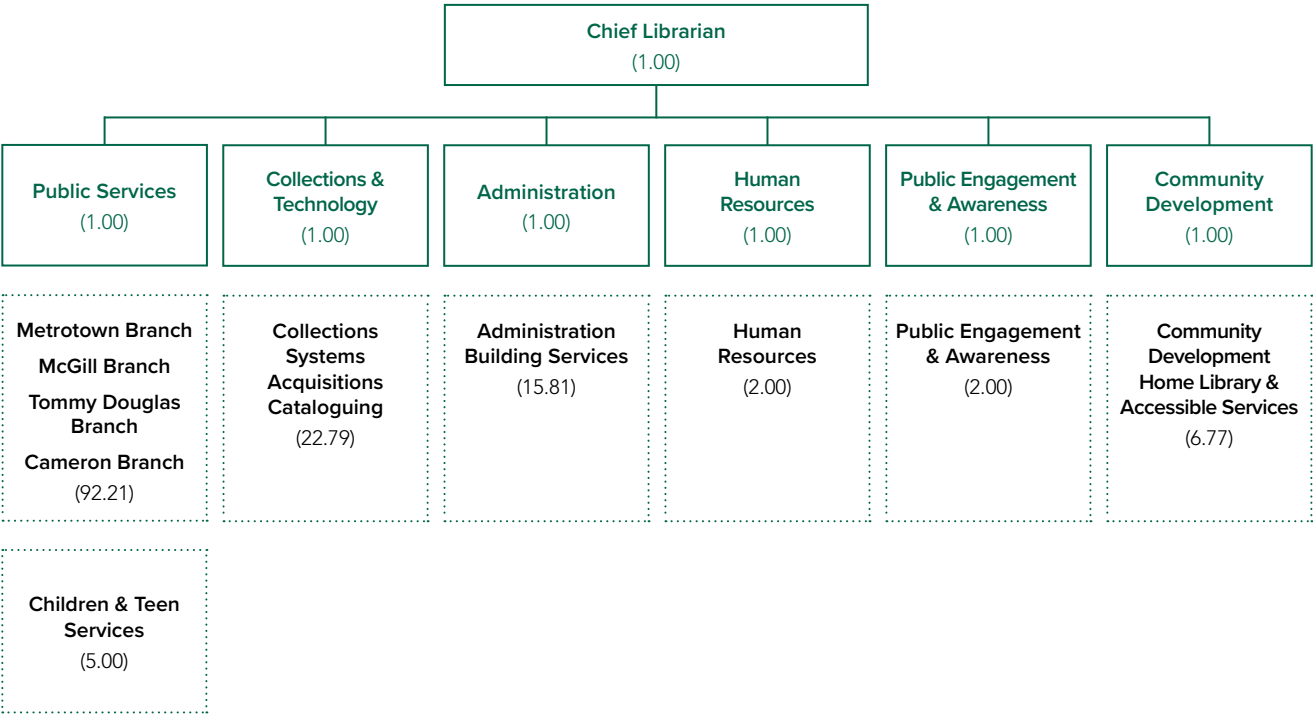 Chief Librarian
(1.00)
Public Services
(1.00)
Collections &
Technology
(1.00)
Administration
(1.00)
Human
Resources
(1.00)
Public Engagement
& Awareness
(1.00)
Community
Development
(1.00)
Metrotown Branch
McGill Branch
Tommy Douglas
Branch
Cameron Branch
(92.21)
Collections
Systems
Acquisitions
Cataloguing
(22.79)
Administration
Building Services
(15.81)
Human
Resources
(2.00)
Public Engagement
& Awareness
(2.00)
Community
Development
Home Library &
Accessible Services
(6.77)
Children & Teen
Services
(5.00)